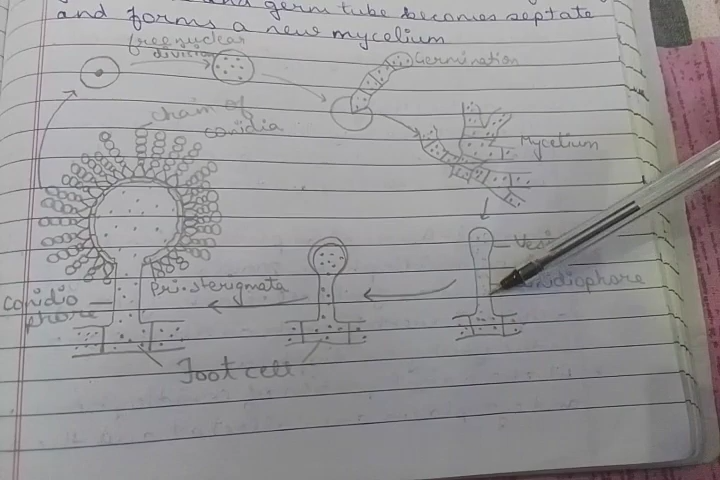 and germ tube becomes septate
and forms a new mycelium
free nuclear
division
Germination
chain of
conidia
Mycelium
Pri. sterigmata
Conidio
phore
Foot cell